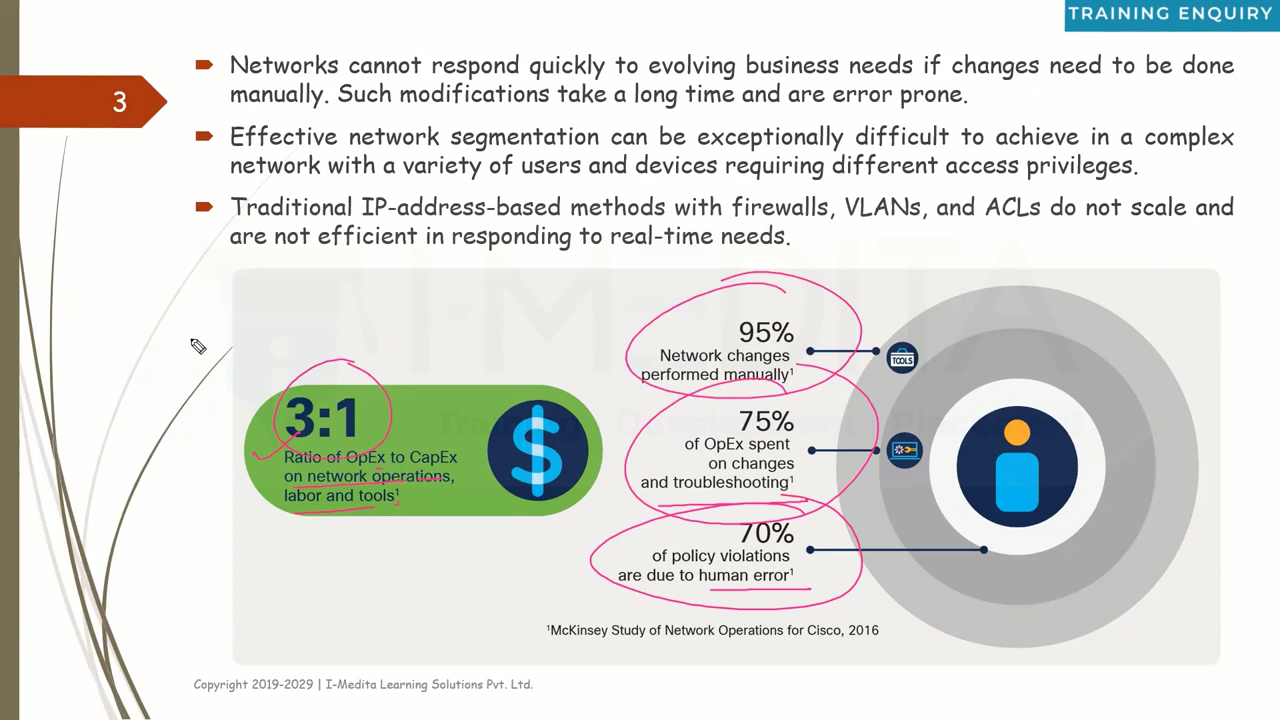 TRAINING ENQUIRY
3
Networks cannot respond quickly to evolving business needs if changes need to be done
manually. Such modifications take a long time and are error prone.
Effective network segmentation can be exceptionally difficult to achieve in a complex
network with a variety of users and devices requiring different access privileges.
Traditional IP-address-based methods with firewalls, VLANs, and ACLs do not scale and
are not efficient in responding to real-time needs.
3:1
Ratio of OpEx to CapEx
on network operations,
labor and tools¹
95%
Network changes
performed manually¹
TOOLS
75%
of OpEx spent
on changes
and troubleshooting¹
70%
of policy violations
are due to human error¹
¹McKinsey Study of Network Operations for Cisco, 2016
Copyright 2019-2029 | I-Medita Learning Solutions Pvt. Ltd.